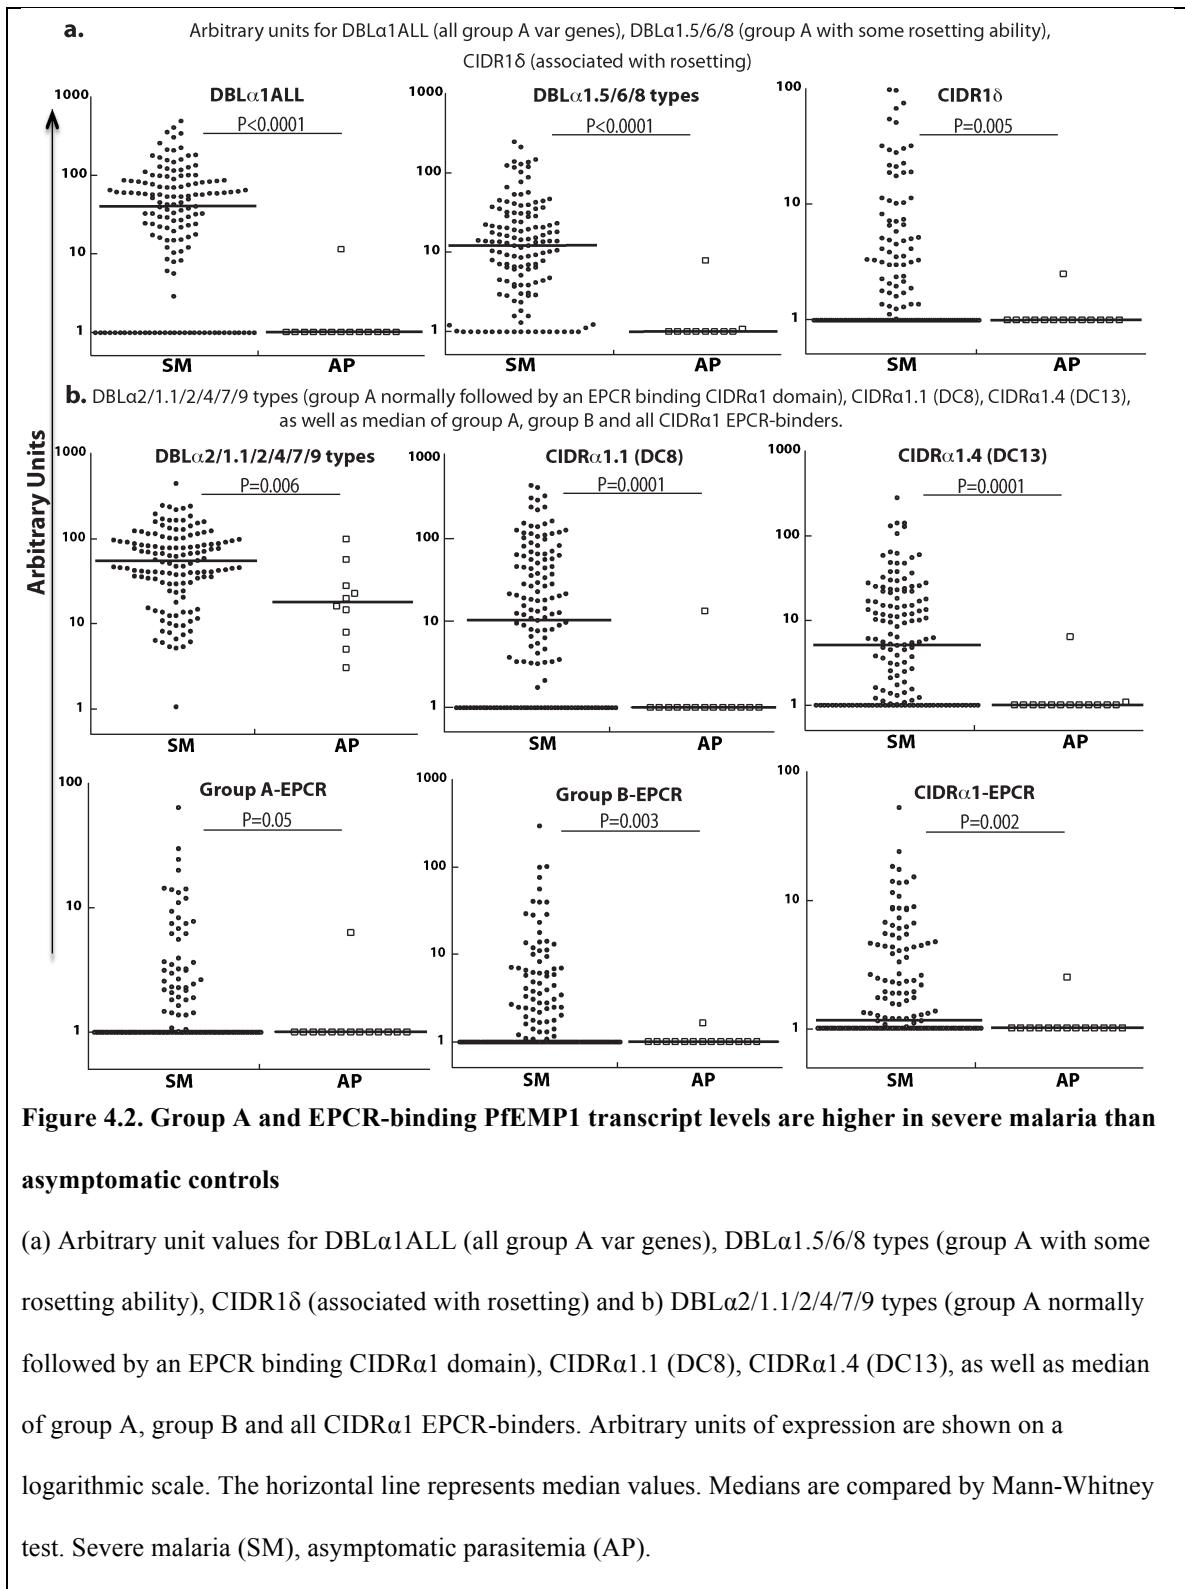 a. Arbitrary units for DBLα1ALL (all group A var genes), DBLα1.5/6/8 (group A with some rosetting ability),
CIDR1δ (associated with rosetting)
DBLα1ALL
P<0.0001
1000
100
10
1
SM AP
DBLα1.5/6/8 types
P<0.0001
1000
100
10
1
SM AP
CIDR1δ
P=0.005
100
10
1
SM AP
Arbitrary Units
b. DBLα2/1.1/2/4/7/9 types (group A normally followed by an EPCR binding CIDRα1 domain), CIDRα1.1 (DC8), CIDRα1.4 (DC13),
as well as median of group A, group B and all CIDRα1 EPCR-binders.
DBLα2/1.1/2/4/7/9 types
P=0.006
1000
100
10
1
SM AP
CIDRα1.1 (DC8)
P=0.0001
1000
100
10
1
SM AP
CIDRα1.4 (DC13)
P=0.0001
1000
100
10
1
SM AP
Group A-EPCR
P=0.05
100
10
1
SM AP
Group B-EPCR
P=0.003
1000
100
10
1
SM AP
CIDRα1-EPCR
P=0.002
100
10
1
SM AP
Figure 4.2. Group A and EPCR-binding PfEMP1 transcript levels are higher in severe malaria than
asymptomatic controls
(a) Arbitrary unit values for DBLα1ALL (all group A var genes), DBLα1.5/6/8 types (group A with some
rosetting ability), CIDR1δ (associated with rosetting) and b) DBLα2/1.1/2/4/7/9 types (group A normally
followed by an EPCR binding CIDRα1 domain), CIDRα1.1 (DC8), CIDRα1.4 (DC13), as well as median
of group A, group B and all CIDRα1 EPCR-binders. Arbitrary units of expression are shown on a
logarithmic scale. The horizontal line represents median values. Medians are compared by Mann-Whitney
test. Severe malaria (SM), asymptomatic parasitemia (AP).